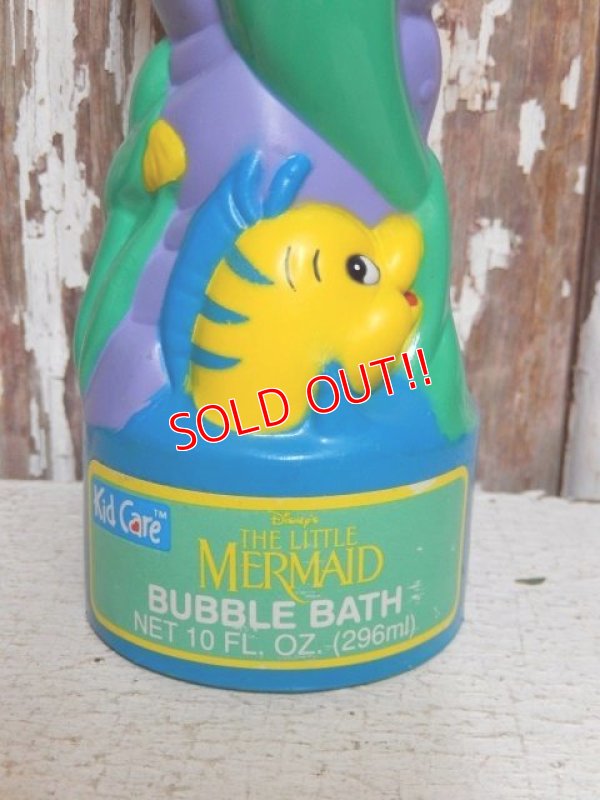 SOLD OUT!!
Kid Care™
Disney's
THE LITTLE
MERMAID
BUBBLE BATH
NET 10 FL. OZ. (296ml)